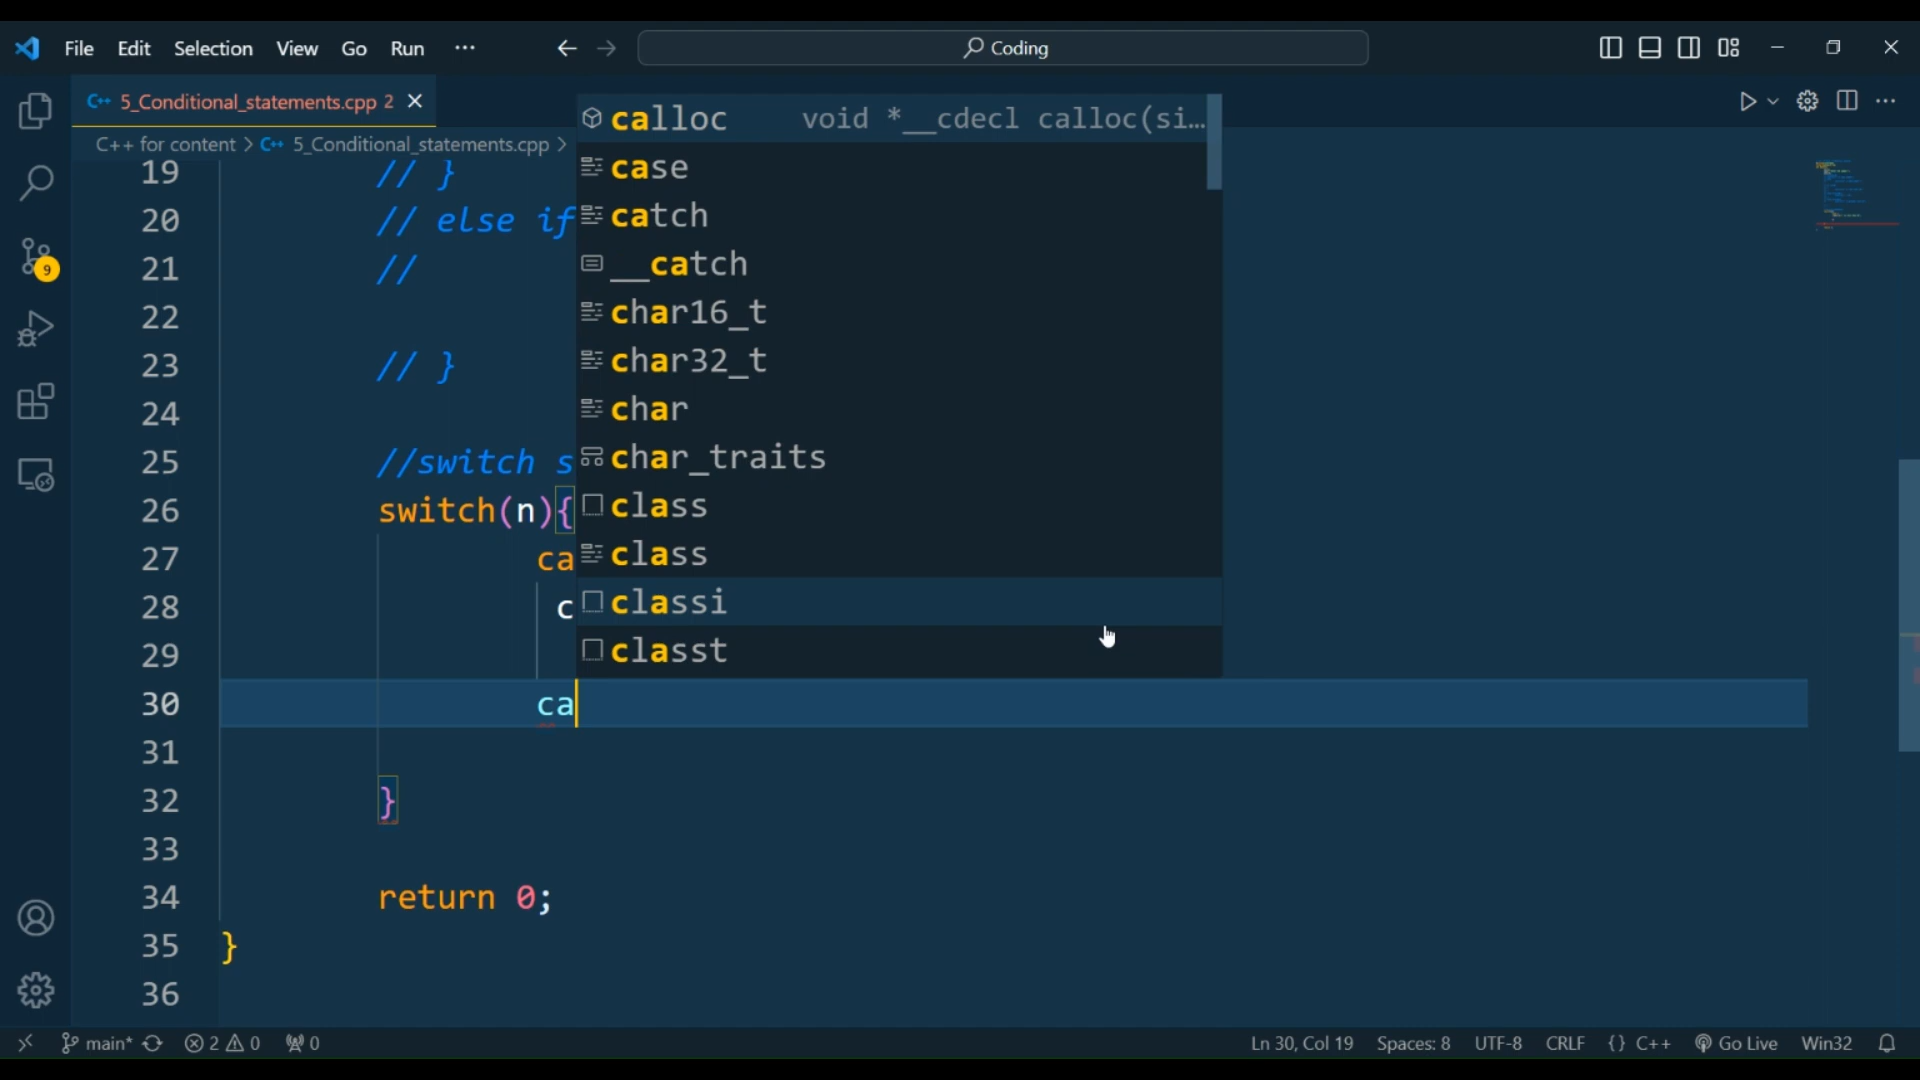 File Edit Selection View Go Run ··· ← → Coding
C++ 5_Conditional_statements.cpp 2 ×
C++ for content > C++ 5_Conditional_statements.cpp >
19 // }
20 // else if
21 //
22
23 // }
24
25 //switch s
26 switch(n){
27 ca
28 c
29
30 ca
31
32 }
33
34 return 0;
35 }
36
calloc void *__cdecl calloc(si…
case
catch
__catch
char16_t
char32_t
char
char_traits
class
class
classi
classt
9
main* 2 0 0 Ln 30, Col 19 Spaces: 8 UTF-8 CRLF {} C++ Go Live Win32